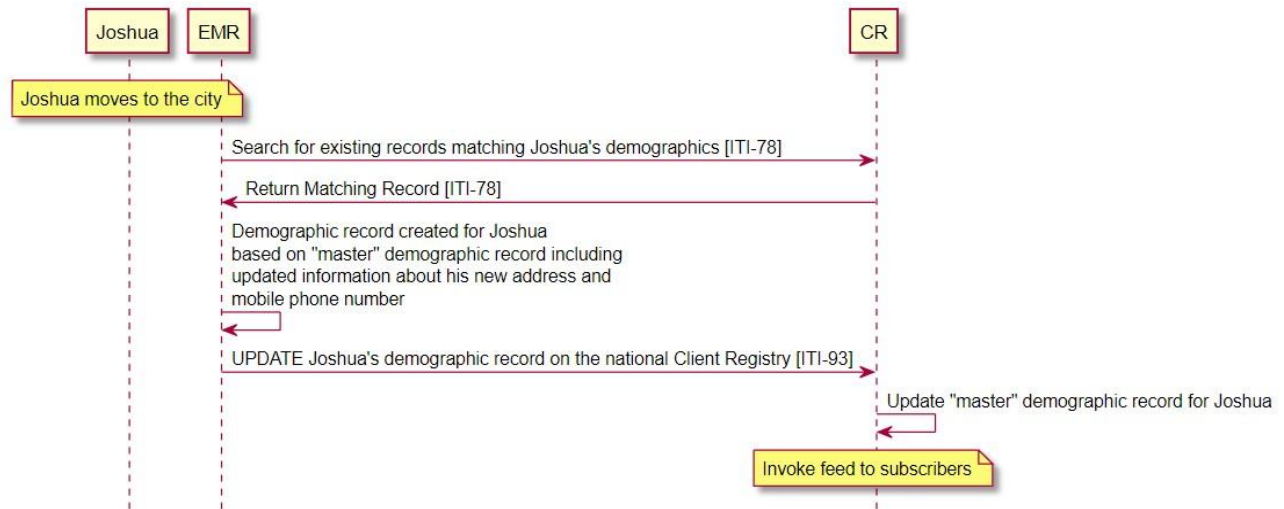 Joshua
EMR
CR
Joshua moves to the city
Search for existing records matching Joshua's demographics [ITI-78]
Return Matching Record [ITI-78]
Demographic record created for Joshua
based on "master" demographic record including
updated information about his new address and
mobile phone number
UPDATE Joshua's demographic record on the national Client Registry [ITI-93]
Update "master" demographic record for Joshua
Invoke feed to subscribers